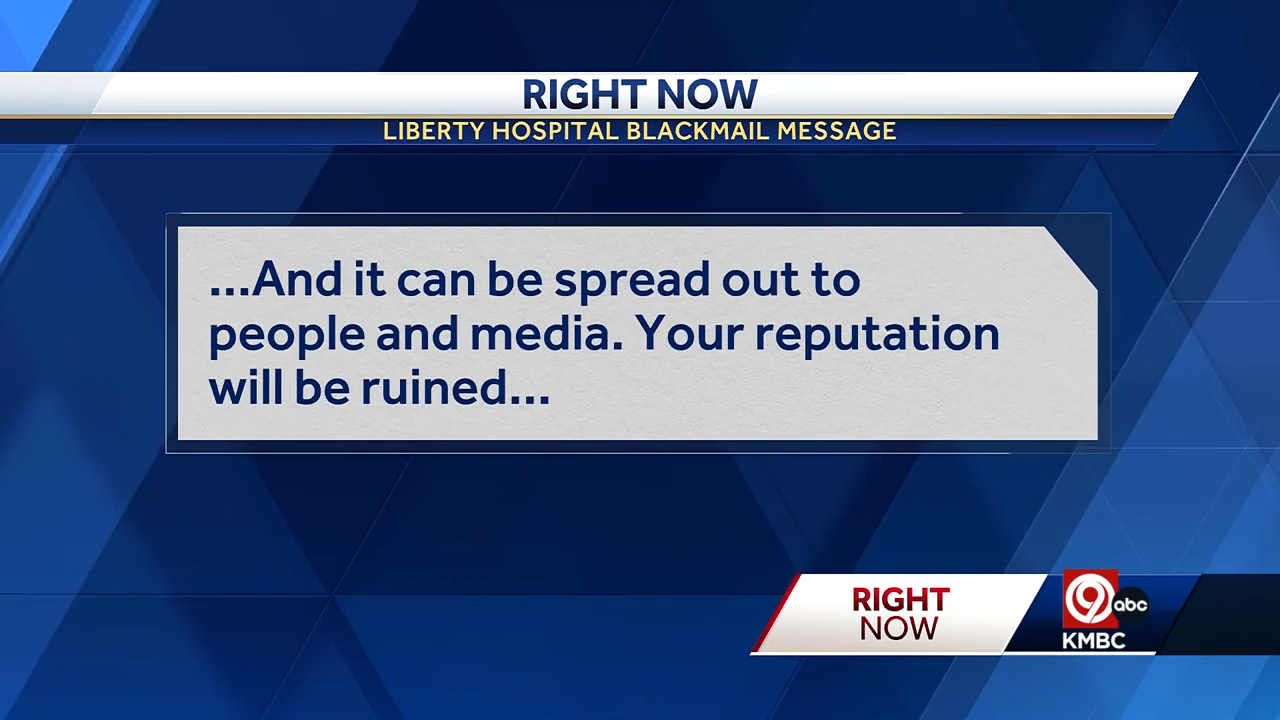 RIGHT NOW
LIBERTY HOSPITAL BLACKMAIL MESSAGE
...And it can be spread out to
people and media. Your reputation
will be ruined...
RIGHT
NOW
9
abc
KMBC